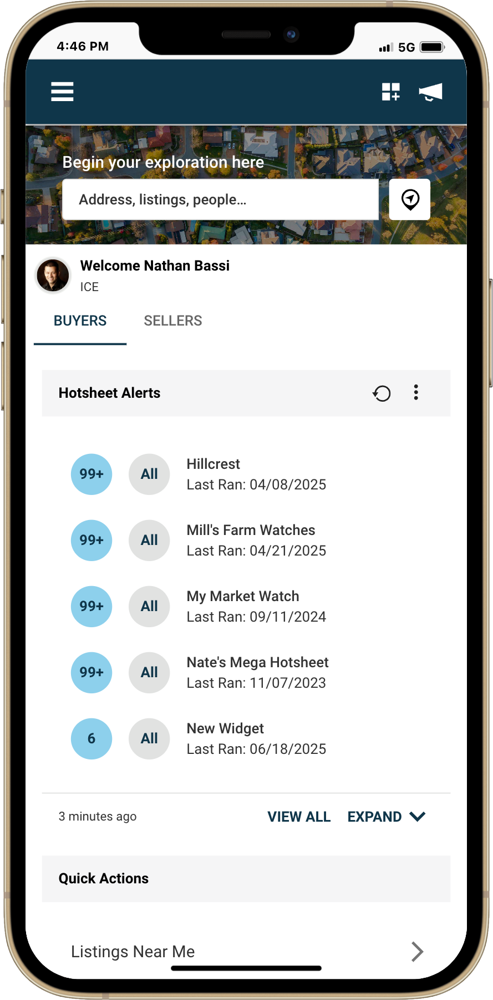 4:46 PM
5G
Begin your exploration here
Address, listings, people...
Welcome Nathan Bassi
ICE
BUYERS SELLERS
Hotsheet Alerts
99+ All Hillcrest
Last Ran: 04/08/2025
99+ All Mill's Farm Watches
Last Ran: 04/21/2025
99+ All My Market Watch
Last Ran: 09/11/2024
99+ All Nate's Mega Hotsheet
Last Ran: 11/07/2023
6 All New Widget
Last Ran: 06/18/2025
3 minutes ago VIEW ALL EXPAND
Quick Actions
Listings Near Me